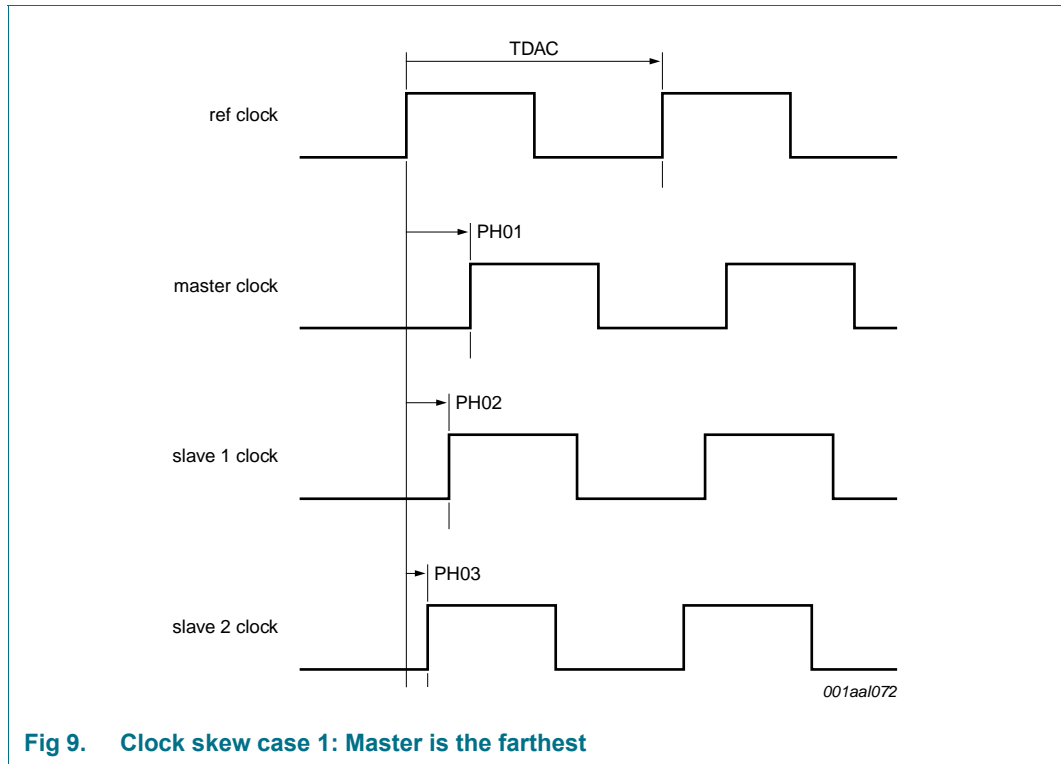 TDAC
ref clock
PH01
master clock
PH02
slave 1 clock
PH03
slave 2 clock
001aal072
Fig 9. Clock skew case 1: Master is the farthest